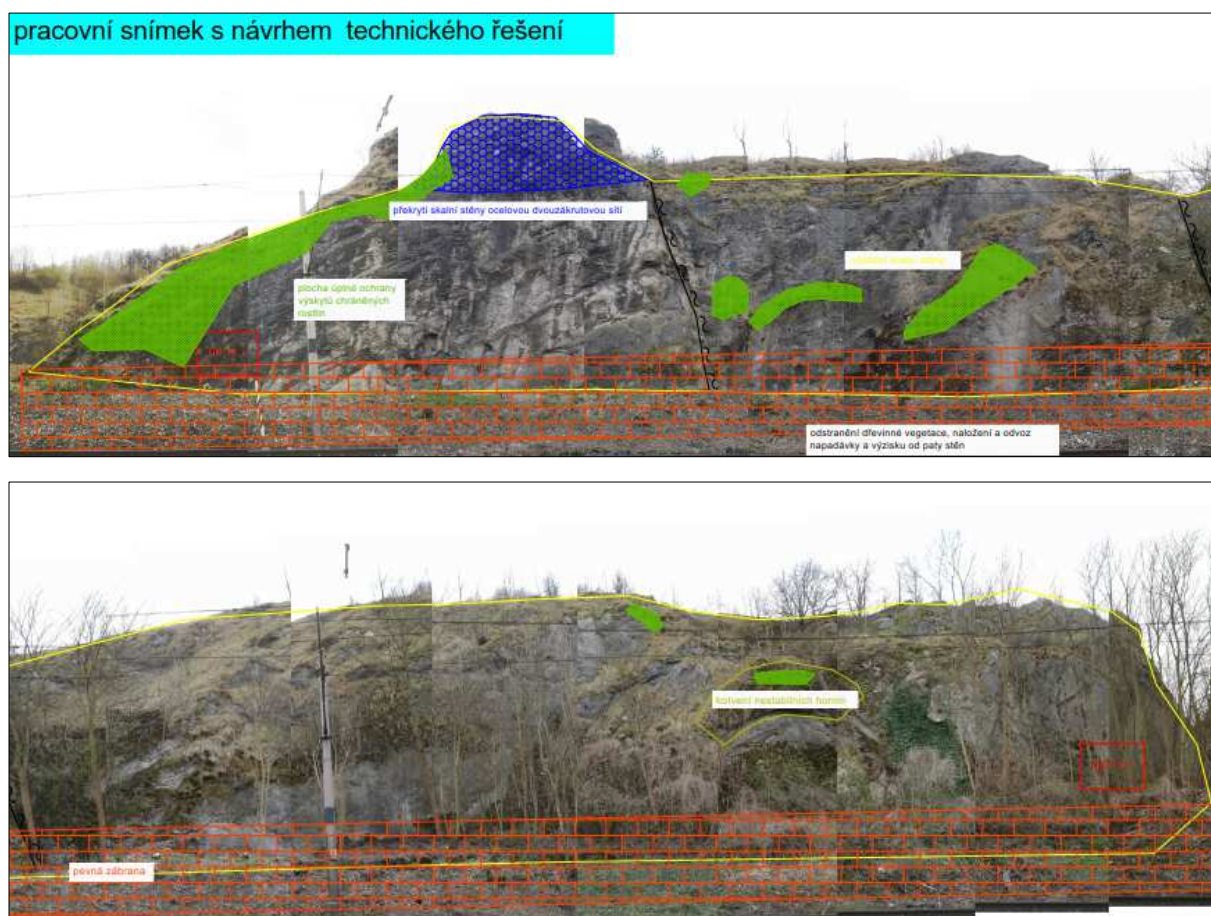 pracovní snímek s návrhem technického řešení
překrytí skalní stěny ocelovou dvouzákrutovou sítí
plocha úplné ochrany
výskytů chráněných
rostlin
odstranění dřevinné vegetace, naložení a odvoz
napadávky a výzisku od paty stěn
kotvení nestabilních hornin
pevná zábrana